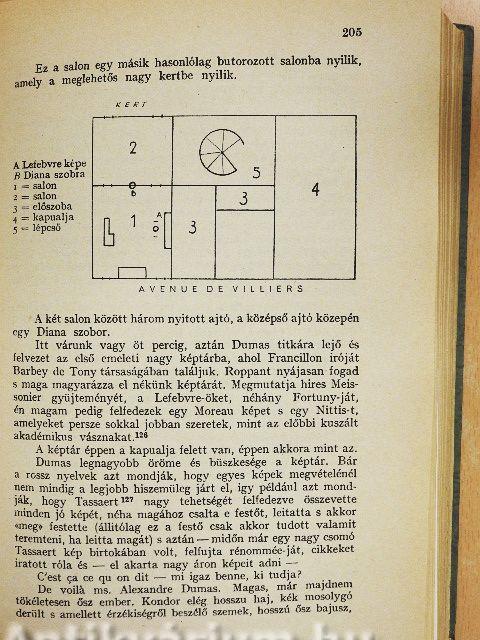 205
Ez a salon egy másik hasonlólag butorozott salonba nyilik,
amely a meglehetős nagy kertbe nyilik.
KERT
A Lefebvre képe
B Diana szobra
1 = salon
2 = salon
3 = előszoba
4 = kapualja
5 = lépcső
2
5
3
4
B
1
A
3
AVENUE DE VILLIERS
A két salon között három nyitott ajtó, a középső ajtó közepén
egy Diana szobor.
Itt várunk vagy öt percig, aztán Dumas titkára lejő és
felvezet az első emeleti nagy képtárba, ahol Francillon iróját
Barbey de Tony társaságában találjuk. Roppant nyájasan fogad
s maga magyarázza el nékünk képtárát. Megmutatja hires Meis-
sonier gyüjteményét, a Lefebvre-öket, néhány Fortuny-ját,
én magam pedig felfedezek egy Moreau képet s egy Nittis-t,
amelyeket persze sokkal jobban szeretek, mint az előbbi kuszált
akadémikus vásznakat.126
A képtár éppen a kapualja felett van, éppen akkora mint az.
Dumas legnagyobb öröme és büszkesége a képtár. Bár
a rossz nyelvek azt mondják, hogy egyes képek megvételénél
nem mindig a legjobb hiszemüleg járt el, igy például azt mond-
ják, hogy Tassaert 127 nagy tehetségét felfedezve összevette
minden jó képét, néha magához csalta e festőt, leitatta s akkor
«meg» festette (állitólag ez a festő csak akkor tudott valamit
teremteni, ha leitta magát) s aztán — midőn már egy nagy csomó
Tassaert kép birtokában volt, felfujta rénommée-ját, cikkeket
iratott róla és — el akarta nagy áron képeit adni —
C'est ça ce qu on dit — mi igaz benne, ki tudja?
De voilà ms. Alexandre Dumas. Magas, már majdnem
tökéletesen ősz ember. Kondor elég hosszu haj, kék mosolygó
derült s amellett érzékiségről beszélő szemek, hosszú ősz bajusz,